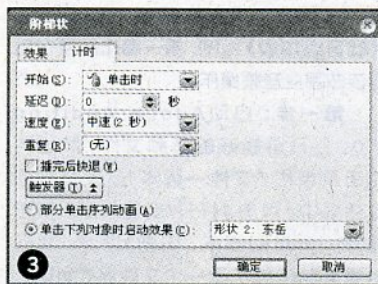 阶梯状
效果 计时
开始(S): 单击时
延迟(D): 0 秒
速度(E): 中速(2 秒)
重复(R): (无)
播完后快退(W)
触发器(T)
部分单击序列动画(A)
单击下列对象时启动效果(C): 形状 2: 东岳
3 确定 取消